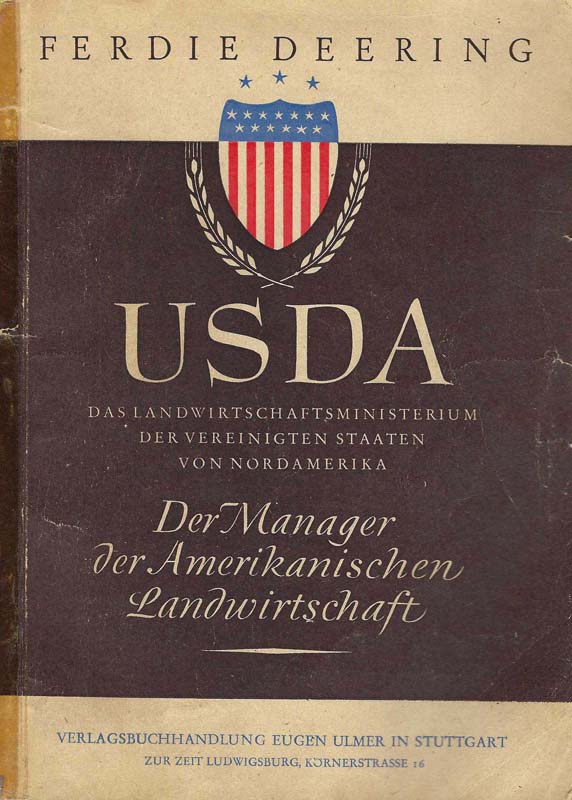 FERDIE DEERING
USDA
DAS LANDWIRTSCHAFTSMINISTERIUM
DER VEREINIGTEN STAATEN
VON NORDAMERIKA
Der Manager
der Amerikanischen
Landwirtschaft
VERLAGSBUCHHANDLUNG EUGEN ULMER IN STUTTGART
ZUR ZEIT LUDWIGSBURG, KÖRNERSTRASSE 16